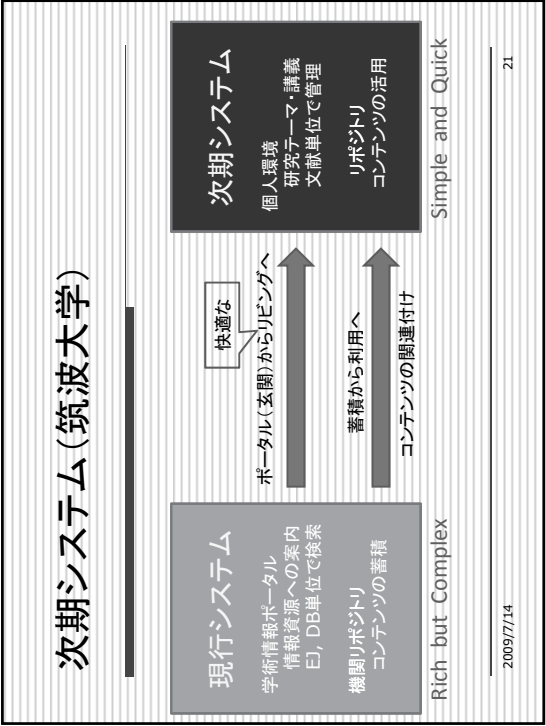 次期システム(筑波大学)
現行システム
学術情報ポータル
情報資源への案内
EJ, DB単位で検索
機関リポジトリ
コンテンツの蓄積
Rich but Complex
快適な
ポータル(玄関)からリビングへ
蓄積から利用へ
コンテンツの関連付け
次期システム
個人環境
研究テーマ・講義
文献単位で管理
リポジトリ
コンテンツの活用
Simple and Quick
2009/7/14
21